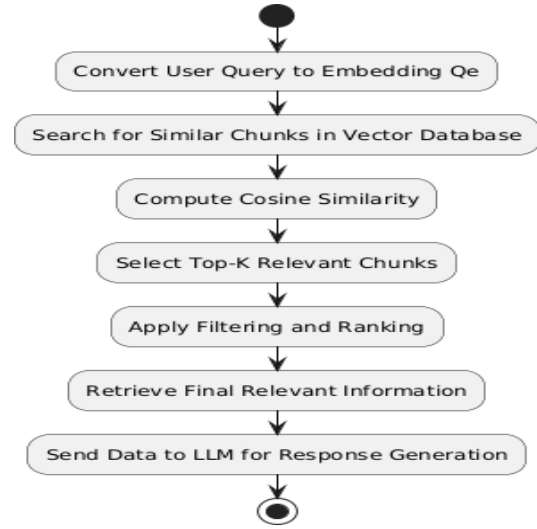 Convert User Query to Embedding Qe
Search for Similar Chunks in Vector Database
Compute Cosine Similarity
Select Top-K Relevant Chunks
Apply Filtering and Ranking
Retrieve Final Relevant Information
Send Data to LLM for Response Generation